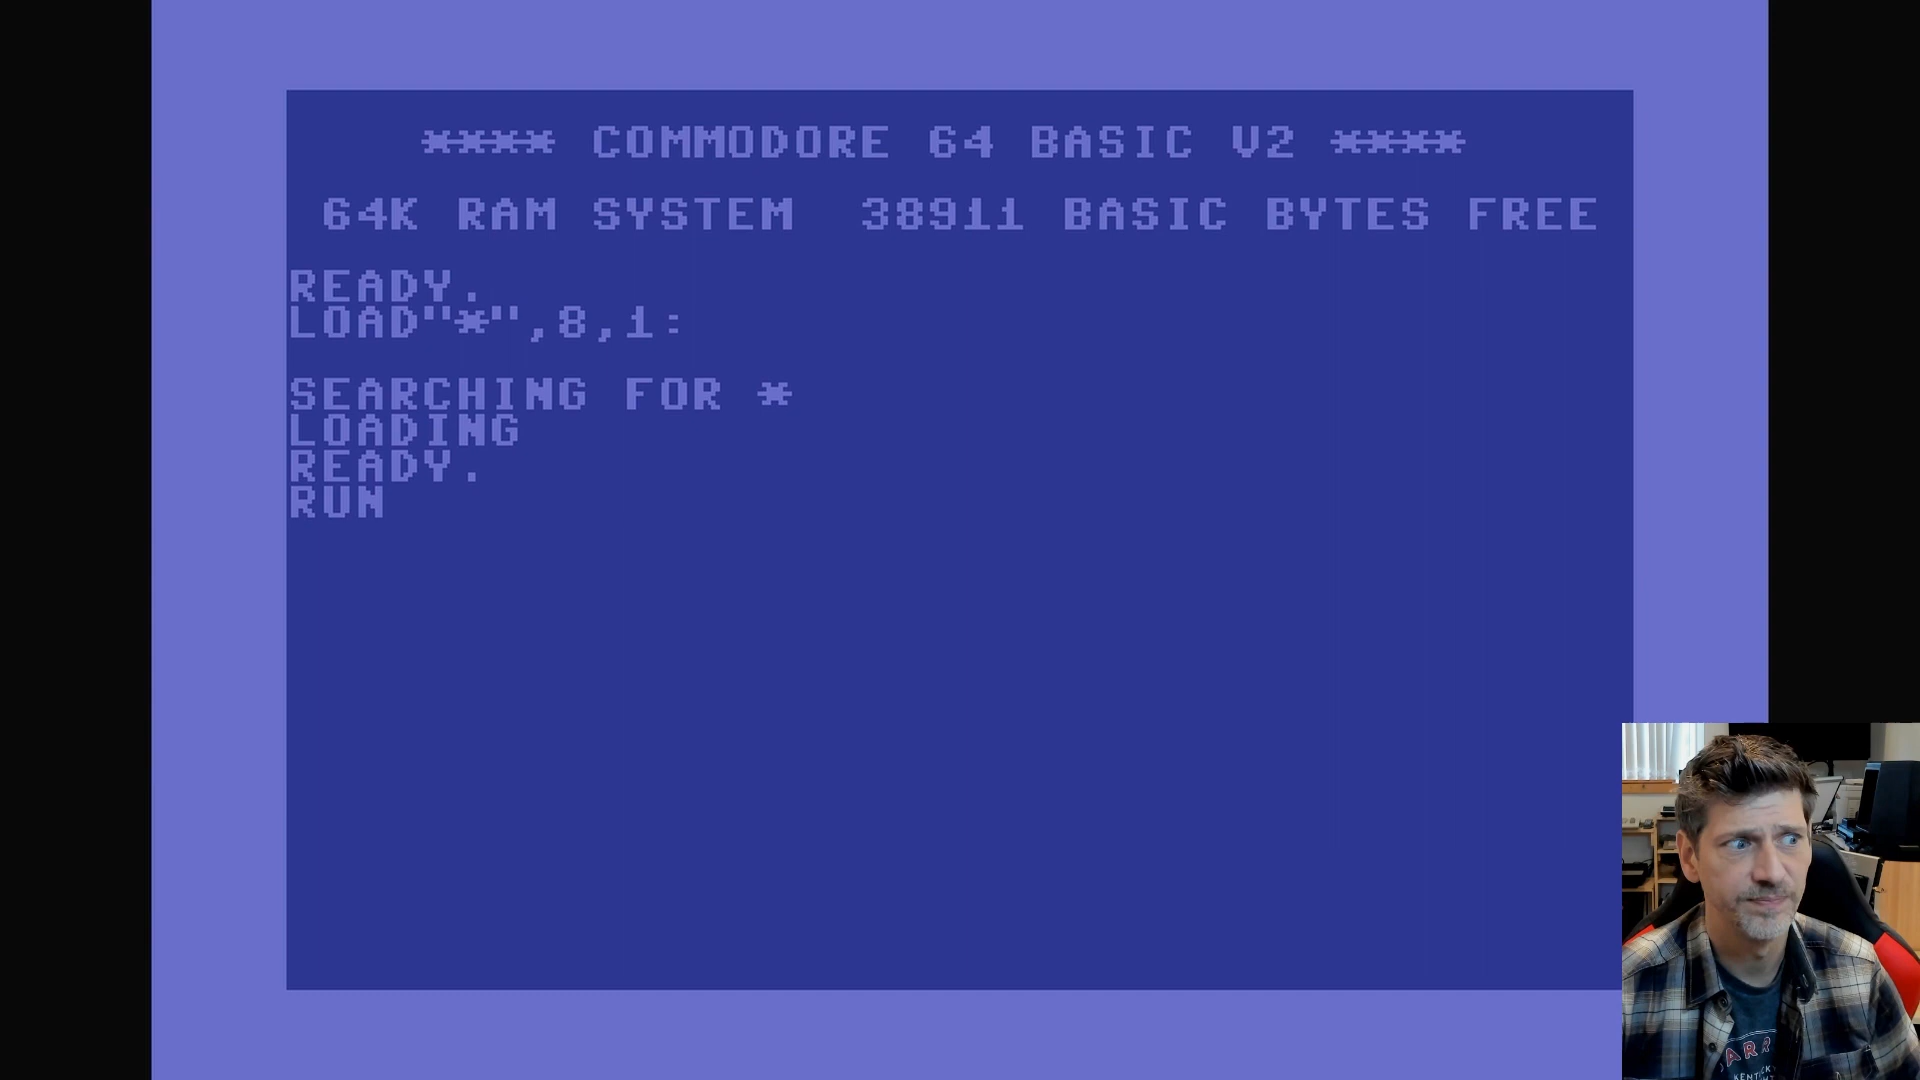 **** COMMODORE 64 BASIC V2 ****
64K RAM SYSTEM  38911 BASIC BYTES FREE
READY.
LOAD"*",8,1:
SEARCHING FOR *
LOADING
READY.
RUN